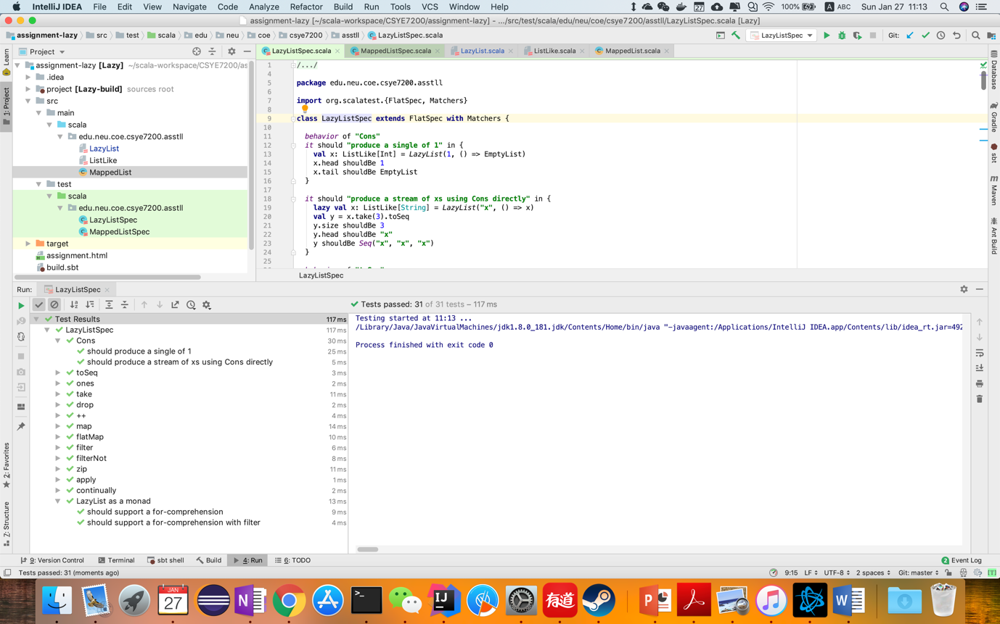 IntelliJ IDEA File Edit View Navigate Code Analyze Refactor Build Run Tools VCS Window Help 27 100% A ABC Sun Jan 27 11:13
assignment-lazy [~/scala-workspace/CSYE7200/assignment-lazy] - .../src/test/scala/edu/neu/coe/csye7200/asstll/LazyListSpec.scala [Lazy]
assignment-lazy src test scala edu neu coe csye7200 asstll LazyListSpec.scala LazyListSpec Git:
Learn
1: Project
2: Favorites
7: Structure
Project
assignment-lazy [Lazy] ~/scala-workspace/CSYE7200/as
.idea
project [Lazy-build] sources root
src
main
scala
edu.neu.coe.csye7200.asstll
LazyList
ListLike
MappedList
test
scala
edu.neu.coe.csye7200.asstll
LazyListSpec
MappedListSpec
target
assignment.html
build.sbt
LazyListSpec.scala MappedListSpec.scala LazyList.scala ListLike.scala MappedList.scala
1 /.../
4
5 package edu.neu.coe.csye7200.asstll
6
7 import org.scalatest.{FlatSpec, Matchers}
8
9 class LazyListSpec extends FlatSpec with Matchers {
10
11 behavior of "Cons"
12 it should "produce a single of 1" in {
13 val x: ListLike[Int] = LazyList(1, () => EmptyList)
14 x.head shouldBe 1
15 x.tail shouldBe EmptyList
16 }
17
18 it should "produce a stream of xs using Cons directly" in {
19 lazy val x: ListLike[String] = LazyList("x", () => x)
20 val y = x.take(3).toSeq
21 y.size shouldBe 3
22 y.head shouldBe "x"
23 y shouldBe Seq("x", "x", "x")
24 }
25
LazyListSpec
Database
Gradle
sbt
m Maven
Ant Build
Run: LazyListSpec
Tests passed: 31 of 31 tests – 117 ms
Test Results 117 ms
LazyListSpec 117 ms
Cons 30 ms
should produce a single of 1 25 ms
should produce a stream of xs using Cons directly 5 ms
toSeq 3 ms
ones 2 ms
take 11 ms
drop 2 ms
++ 4 ms
map 14 ms
flatMap 10 ms
filter 6 ms
filterNot 8 ms
zip 11 ms
apply 1 ms
continually 2 ms
LazyList as a monad 13 ms
should support a for-comprehension 9 ms
should support a for-comprehension with filter 4 ms
Testing started at 11:13 ...
/Library/Java/JavaVirtualMachines/jdk1.8.0_181.jdk/Contents/Home/bin/java "-javaagent:/Applications/IntelliJ IDEA.app/Contents/lib/idea_rt.jar=492
Process finished with exit code 0
9: Version Control Terminal sbt shell Build 4: Run 6: TODO 2 Event Log
Tests passed: 31 (moments ago) 9:15 LF UTF-8 2 spaces Git: master [T]
JAN
27
N
>_
IJ
有道
P
W